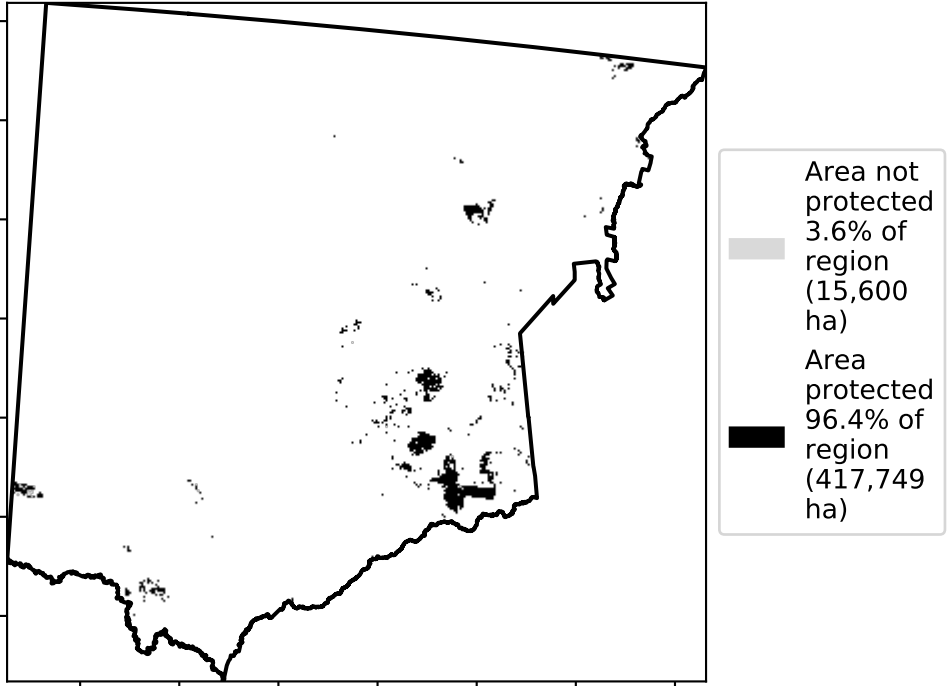 Area not
protected
3.6% of
region
(15,600
ha)
Area
protected
96.4% of
region
(417,749
ha)